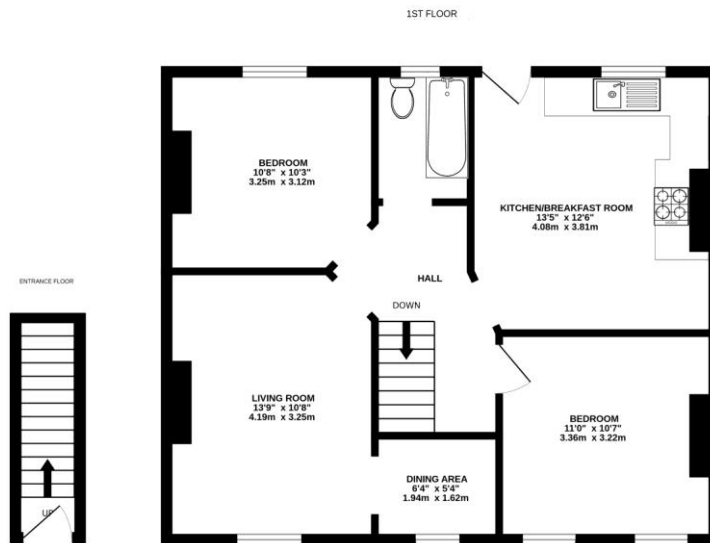 1ST FLOOR
BEDROOM
10'8" x 10'3"
3.25m x 3.12m
KITCHEN/BREAKFAST ROOM
13'5" x 12'6"
4.08m x 3.81m
ENTRANCE FLOOR
HALL
DOWN
LIVING ROOM
13'9" x 10'8"
4.19m x 3.25m
BEDROOM
11'0" x 10'7"
3.36m x 3.22m
DINING AREA
6'4" x 5'4"
1.94m x 1.62m
UP